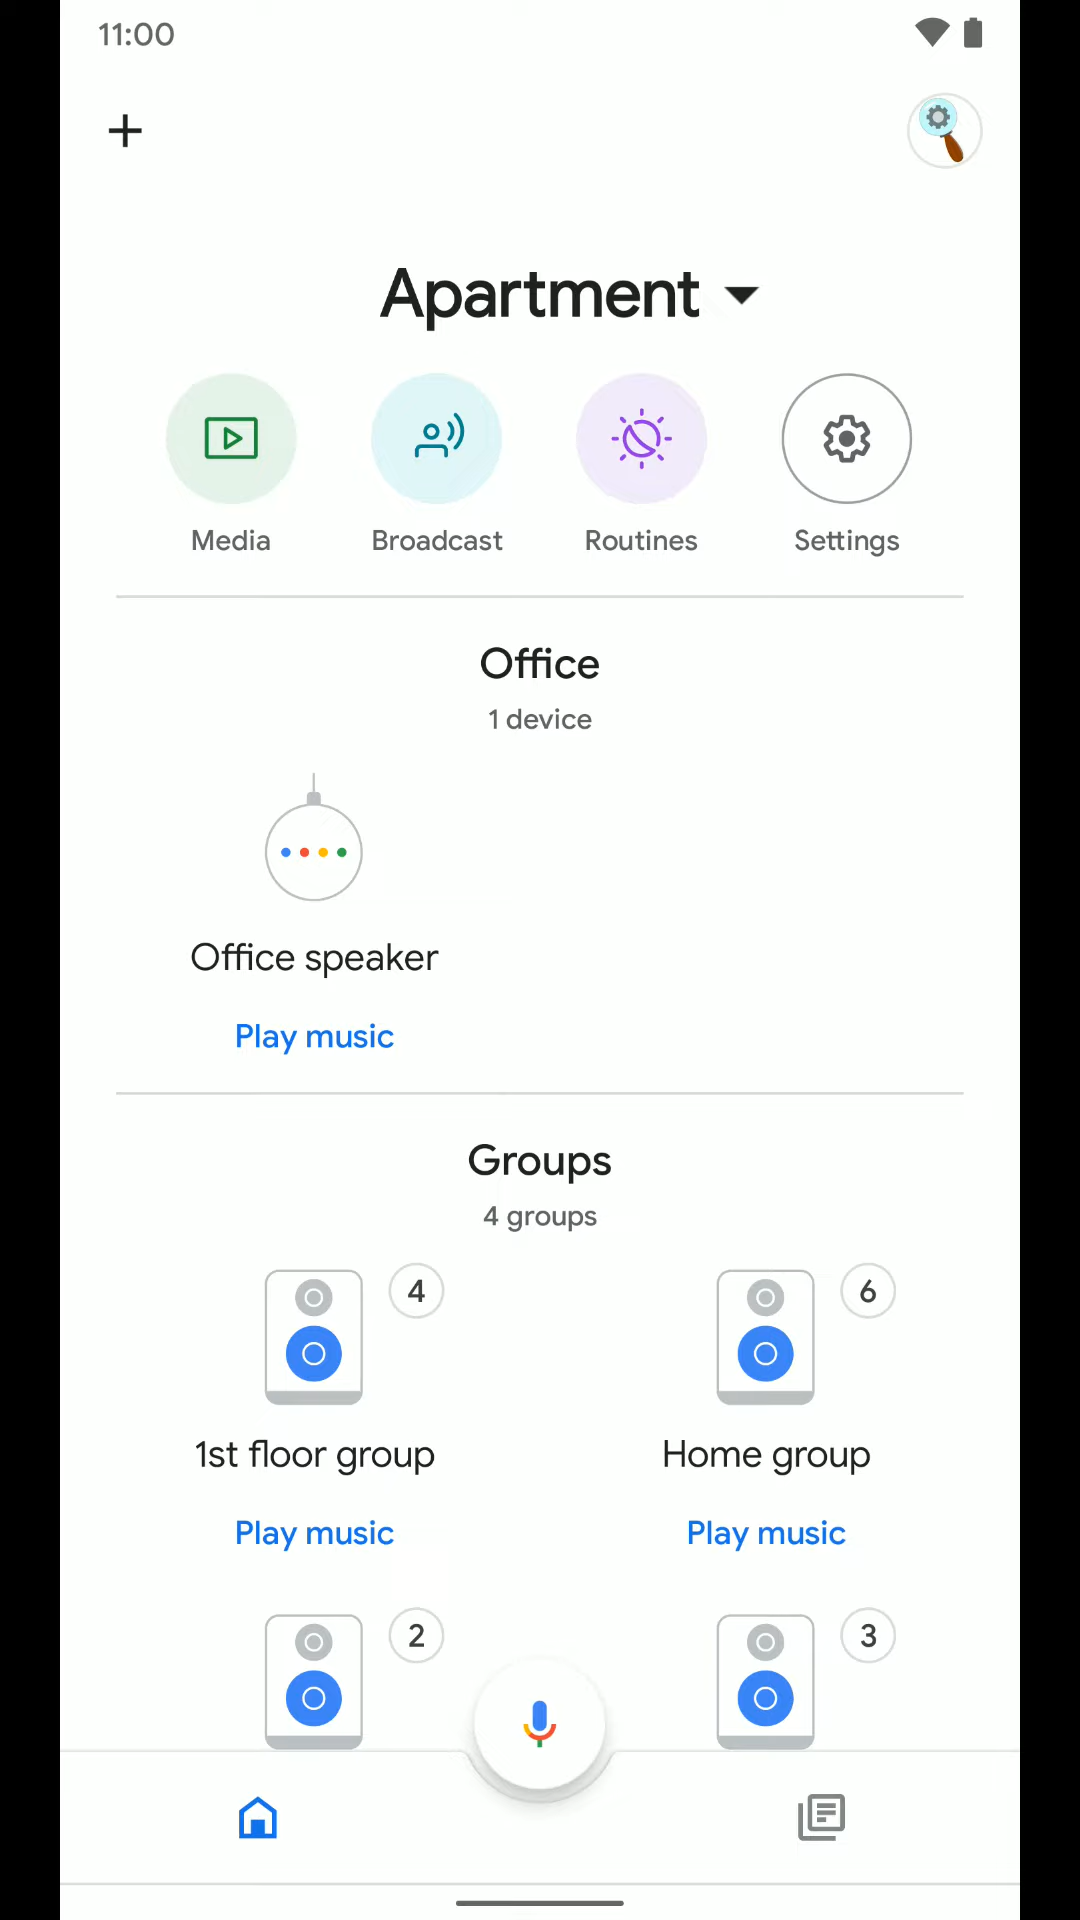 11:00
Apartment
Media
Broadcast
Routines
Settings
Office
1 device
Office speaker
Play music
Groups
4 groups
4
6
1st floor group
Home group
Play music
Play music
2
3